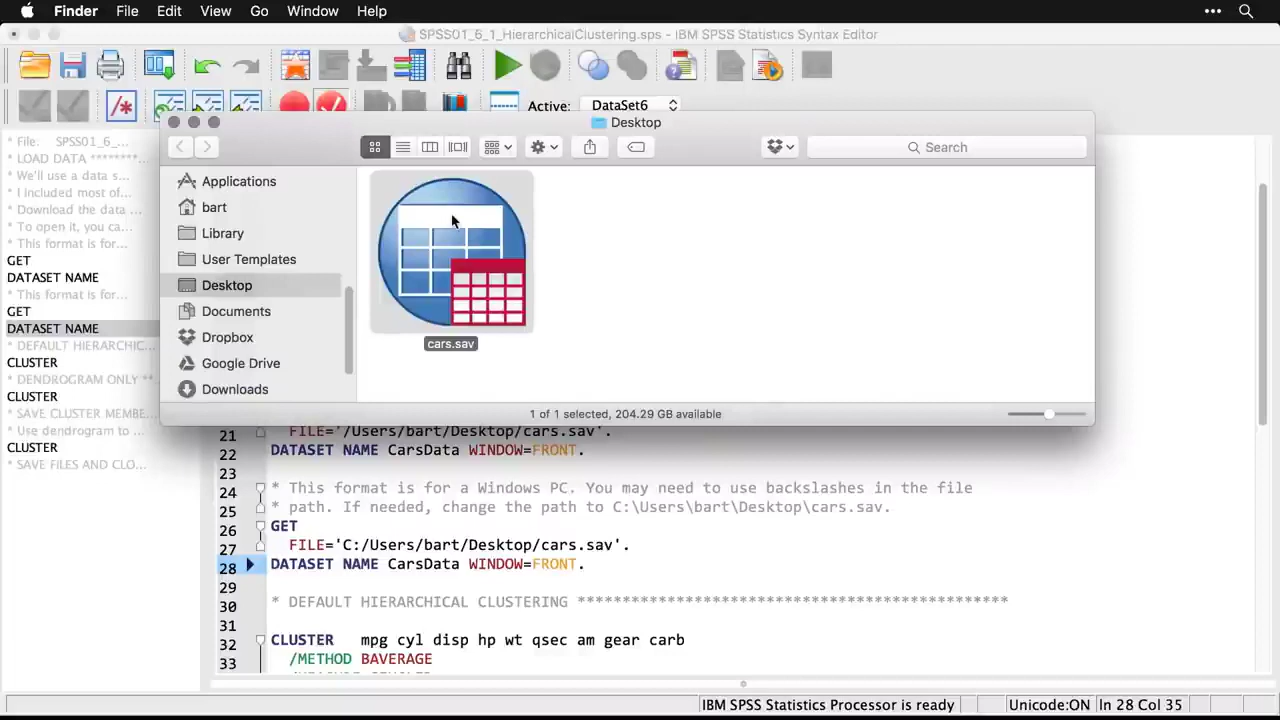 Finder File Edit View Go Window Help
SPSS01_6_1_HierarchicalClustering.sps - IBM SPSS Statistics Syntax Editor
Active: DataSet6
Desktop
Search
* File: SPSS01_6_...
* LOAD DATA ********...
* We'll use a data s...
* I included most of...
* Download the data ...
* To open it, you ca...
* This format is for...
GET
DATASET NAME
* This format is for...
GET
DATASET NAME
* DEFAULT HIERARCHIC...
CLUSTER
* DENDROGRAM ONLY **...
CLUSTER
* SAVE CLUSTER MEMBE...
* Use dendrogram to ...
CLUSTER
* SAVE FILES AND CLO...
Applications
bart
Library
User Templates
Desktop
Documents
Dropbox
Google Drive
Downloads
cars.sav
1 of 1 selected, 204.29 GB available
21 FILE='/Users/bart/Desktop/cars.sav'.
22 DATASET NAME CarsData WINDOW=FRONT.
23
24 * This format is for a Windows PC. You may need to use backslashes in the file
25 * path. If needed, change the path to C:\Users\bart\Desktop\cars.sav.
26 GET
27 FILE='C:/Users/bart/Desktop/cars.sav'.
28 DATASET NAME CarsData WINDOW=FRONT.
29
30 * DEFAULT HIERARCHICAL CLUSTERING ***********************************************
31
32 CLUSTER mpg cyl disp hp wt qsec am gear carb
33 /METHOD BAVERAGE
IBM SPSS Statistics Processor is ready Unicode:ON In 28 Col 35